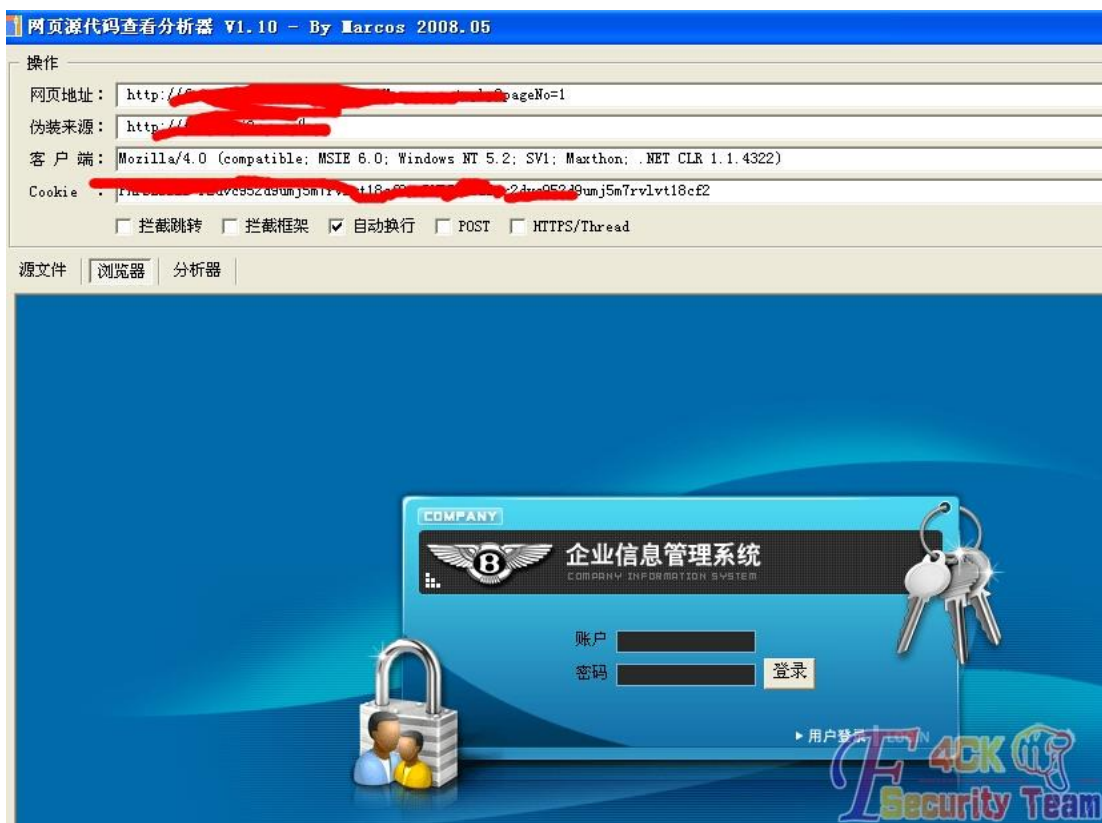 网页源代码查看分析器 V1.10 - By Marcos 2008.05
操作
网页地址： http:/ pageNo=1
伪装来源： http:/
客 户 端： Mozilla/4.0 (compatible; MSIE 6.0; Windows NT 5.2; SV1; Maxthon; .NET CLR 1.1.4322)
Cookie ： 9umj5m7rvlvt18cf2
拦截跳转 拦截框架 自动换行 POST HTTPS/Thread
源文件 浏览器 分析器
COMPANY
B 企业信息管理系统
COMPANY INFORMATION SYSTEM
账户
密码 登录
用户登录 LOGIN
F4CK
Security Team